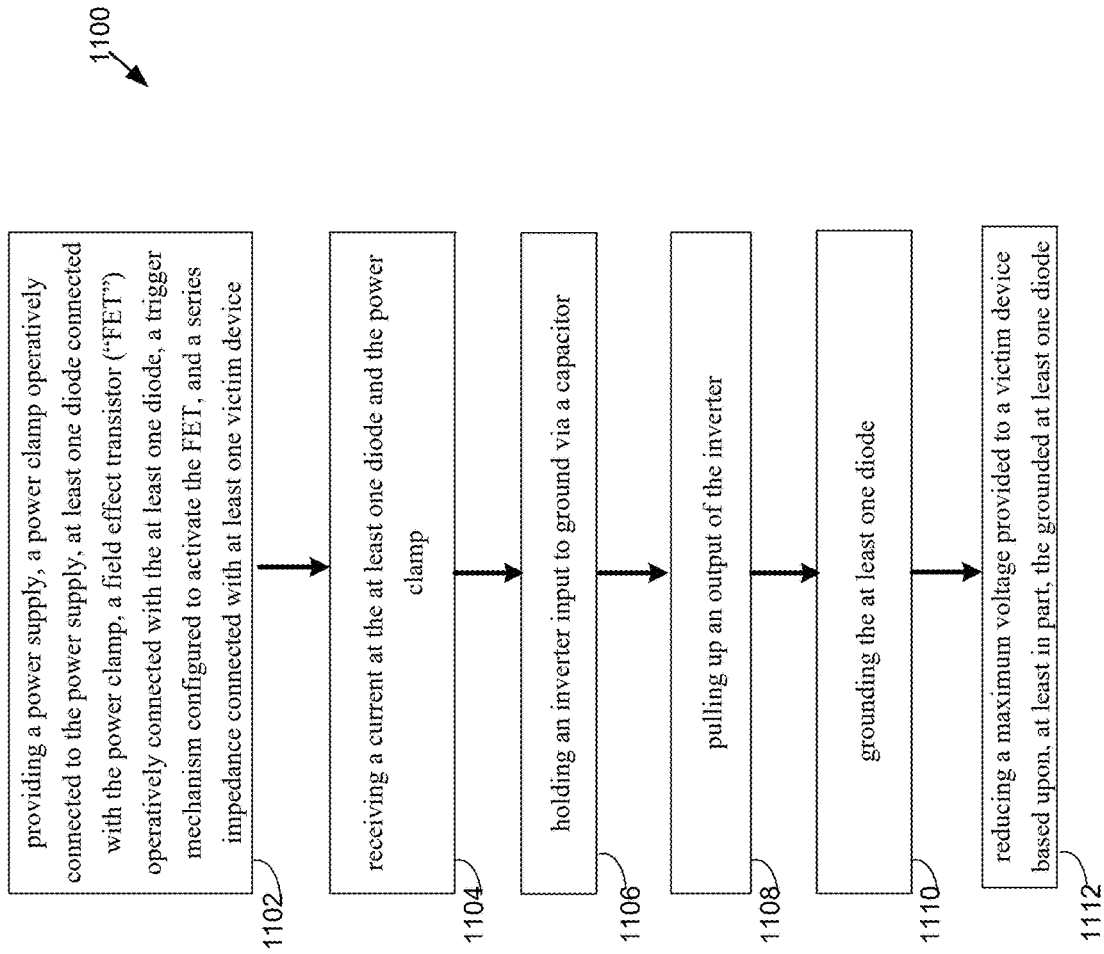 1100
providing a power supply, a power clamp operatively
connected to the power supply, at least one diode connected
with the power clamp, a field effect transistor (“FET”)
operatively connected with the at least one diode, a trigger
mechanism configured to activate the FET, and a series
impedance connected with at least one victim device
1102
receiving a current at the at least one diode and the power
clamp
1104
holding an inverter input to ground via a capacitor
1106
pulling up an output of the inverter
1108
grounding the at least one diode
1110
reducing a maximum voltage provided to a victim device
based upon, at least in part, the grounded at least one diode
1112